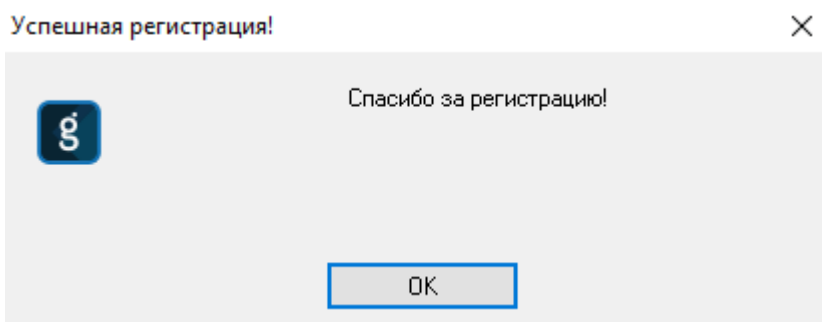 Успешная регистрация!
Спасибо за регистрацию!
g
OK